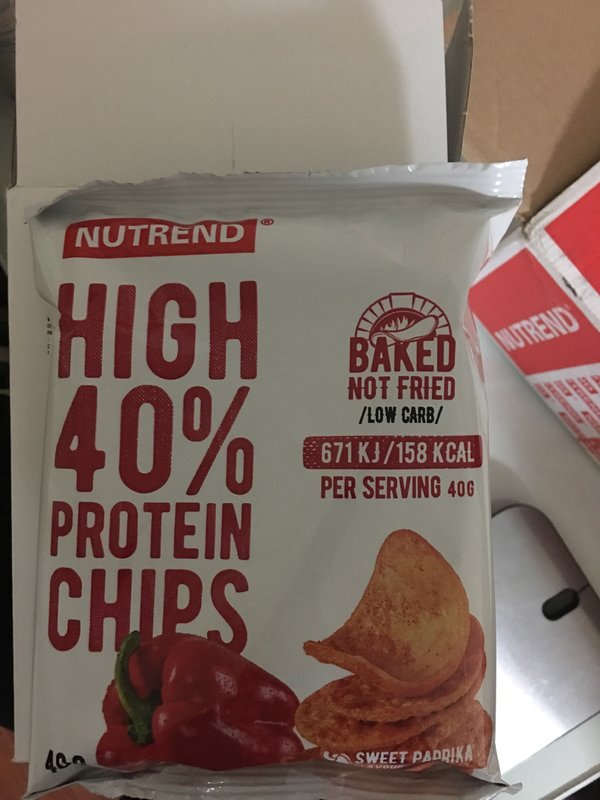 NUTREND®
HIGH
40%
PROTEIN
CHIPS
BAKED
NOT FRIED
/LOW CARB/
671 KJ/158 KCAL
PER SERVING 40G
SWEET PAPRIKA
40g
NUTREND